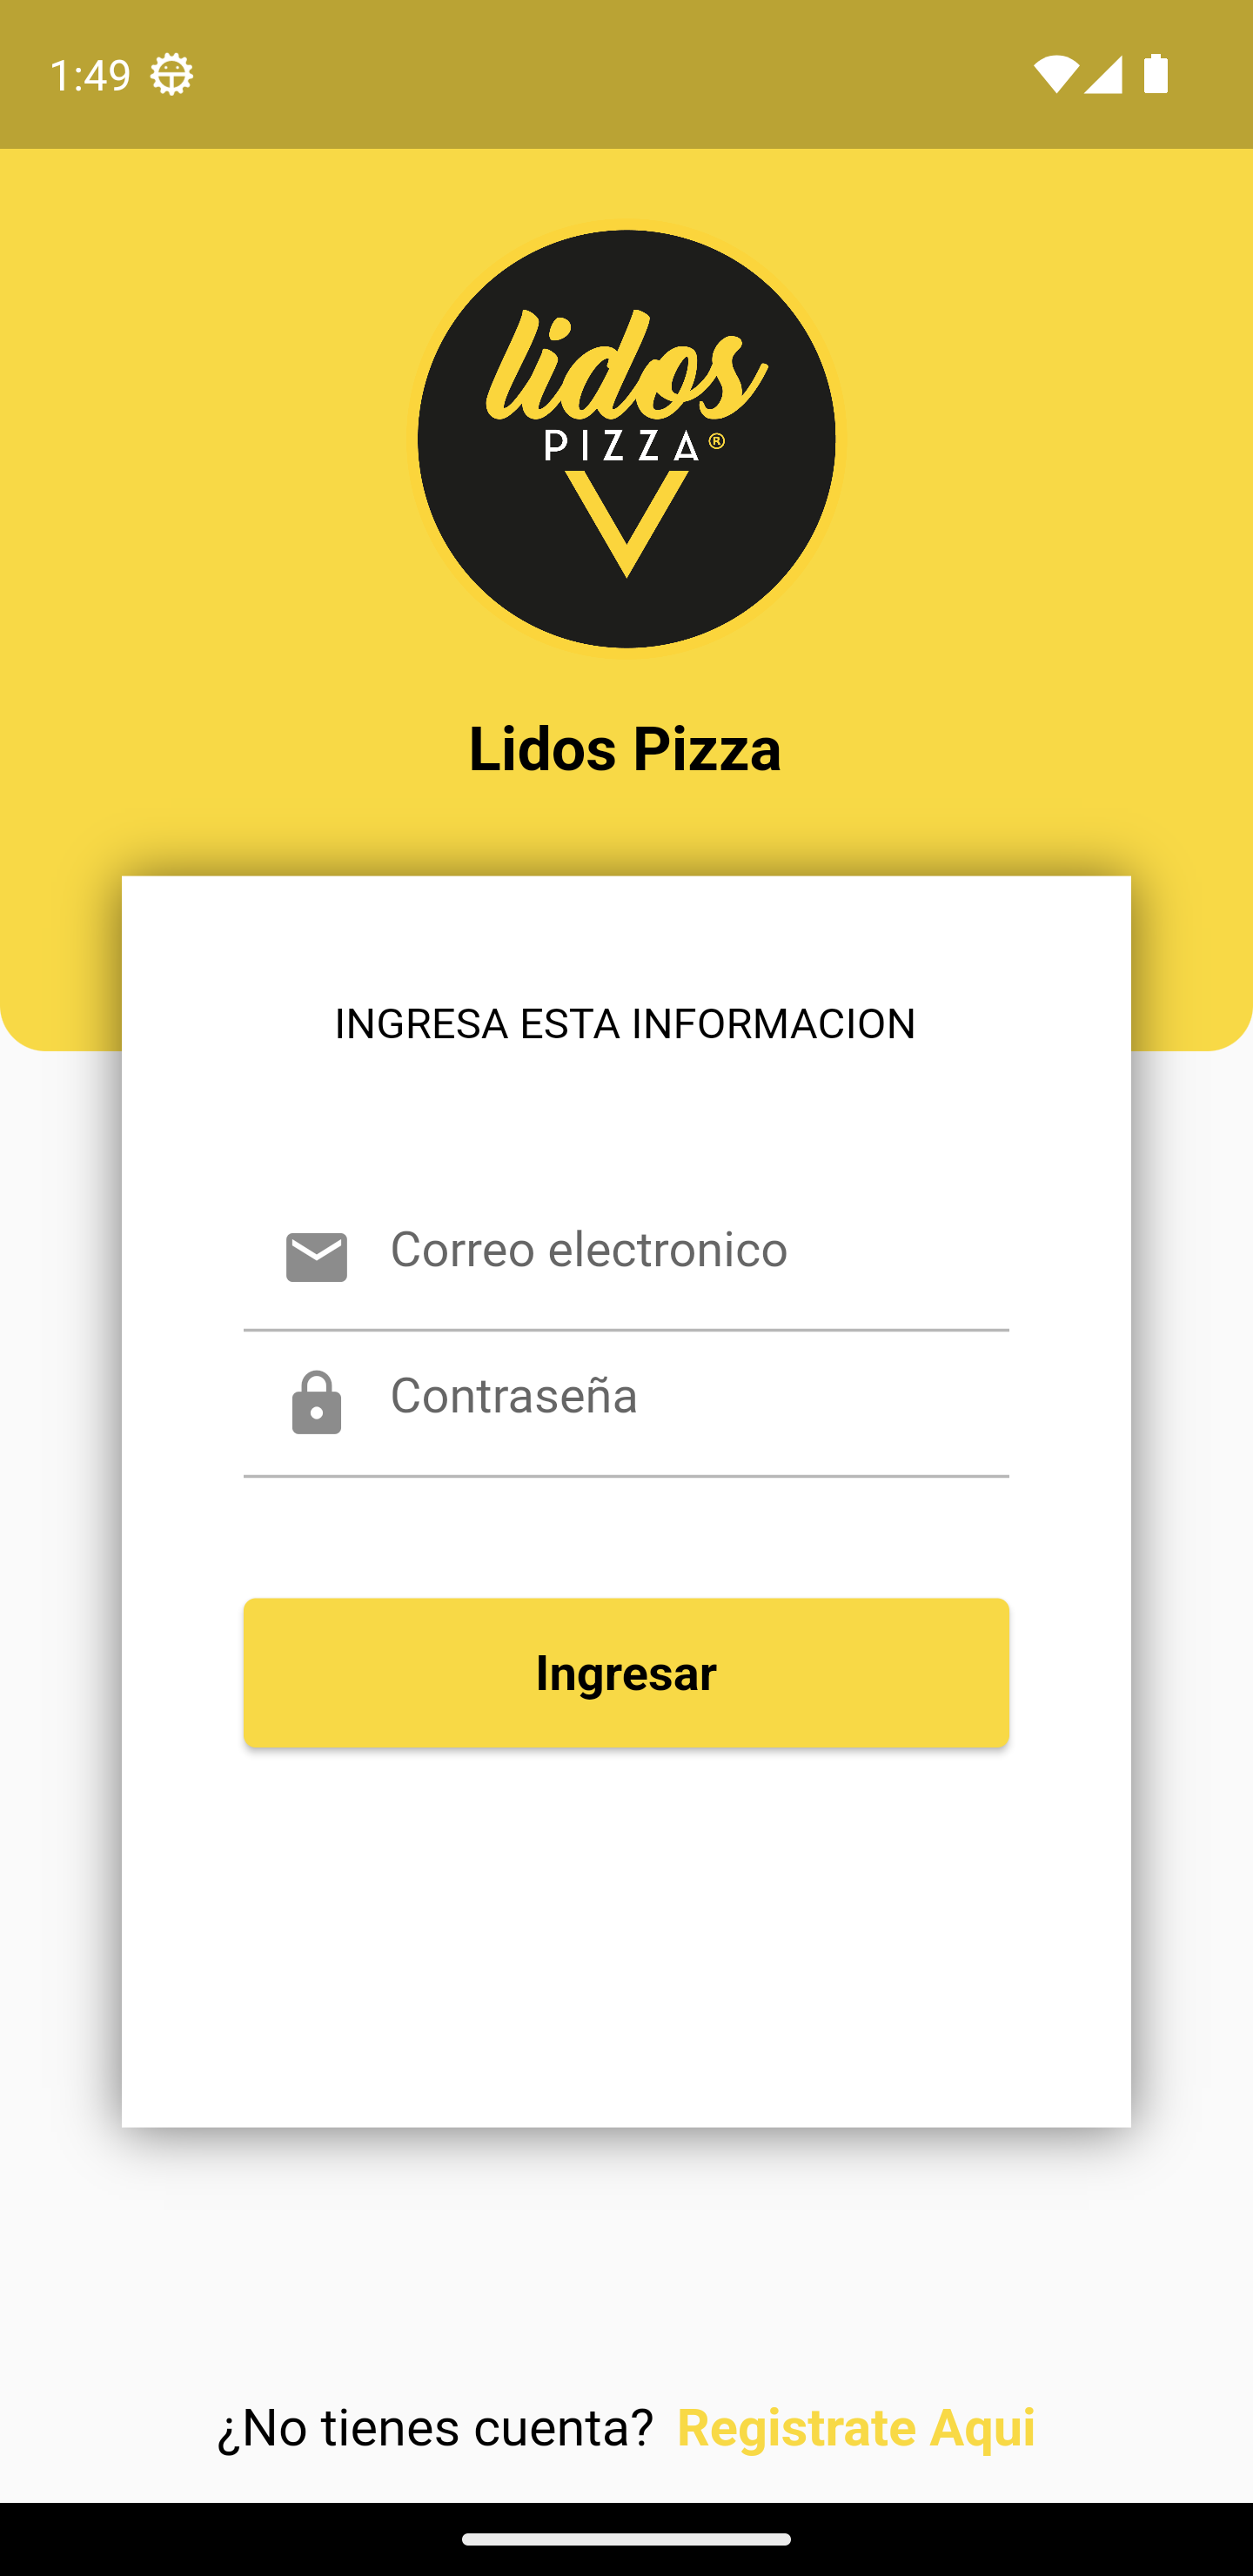 1:49
lidos
PIZZA®
Lidos Pizza
INGRESA ESTA INFORMACION
Correo electronico
Contraseña
Ingresar
¿No tienes cuenta? Registrate Aqui